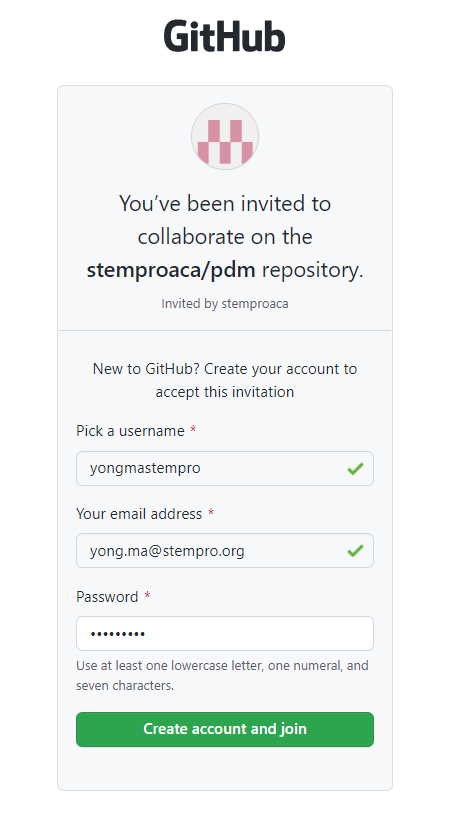 GitHub
You’ve been invited to
collaborate on the
stemproaca/pdm repository.
Invited by stemproaca
New to GitHub? Create your account to
accept this invitation
Pick a username *
yongmastempro
Your email address *
yong.ma@stempro.org
Password *
•••••••••
Use at least one lowercase letter, one numeral, and
seven characters.
Create account and join